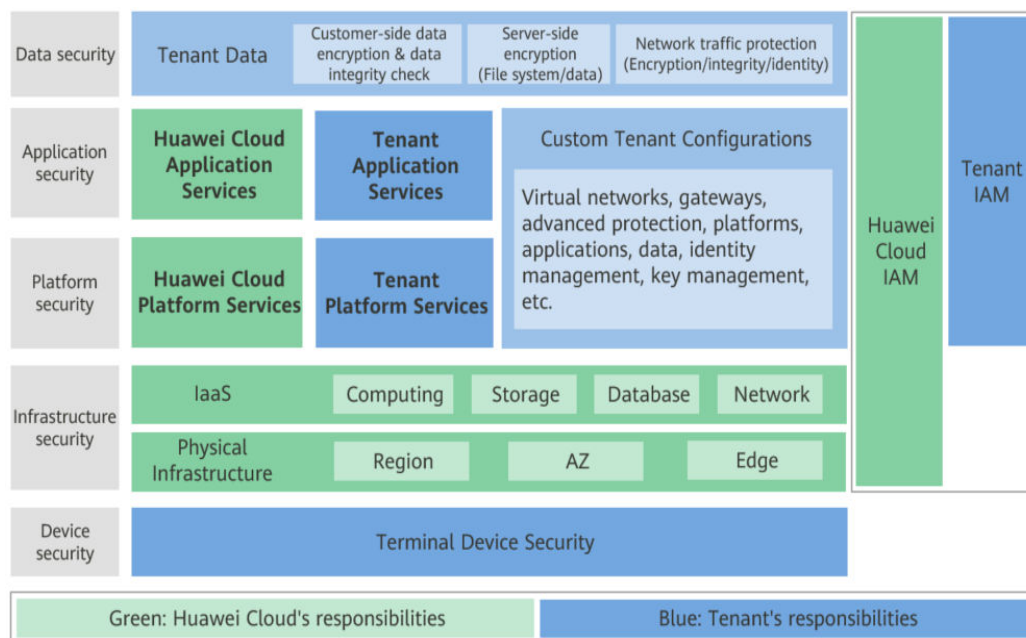 Data security
Tenant Data
Customer-side data
encryption & data
integrity check
Server-side
encryption
(File system/data)
Network traffic protection
(Encryption/integrity/identity)
Application
security
Huawei Cloud
Application
Services
Tenant
Application
Services
Custom Tenant Configurations
Virtual networks, gateways,
advanced protection, platforms,
applications, data, identity
management, key management,
etc.
Platform
security
Huawei Cloud
Platform Services
Tenant
Platform Services
Huawei
Cloud
IAM
Tenant
IAM
Infrastructure
security
IaaS
Computing
Storage
Database
Network
Physical
Infrastructure
Region
AZ
Edge
Device
security
Terminal Device Security
Green: Huawei Cloud's responsibilities
Blue: Tenant's responsibilities